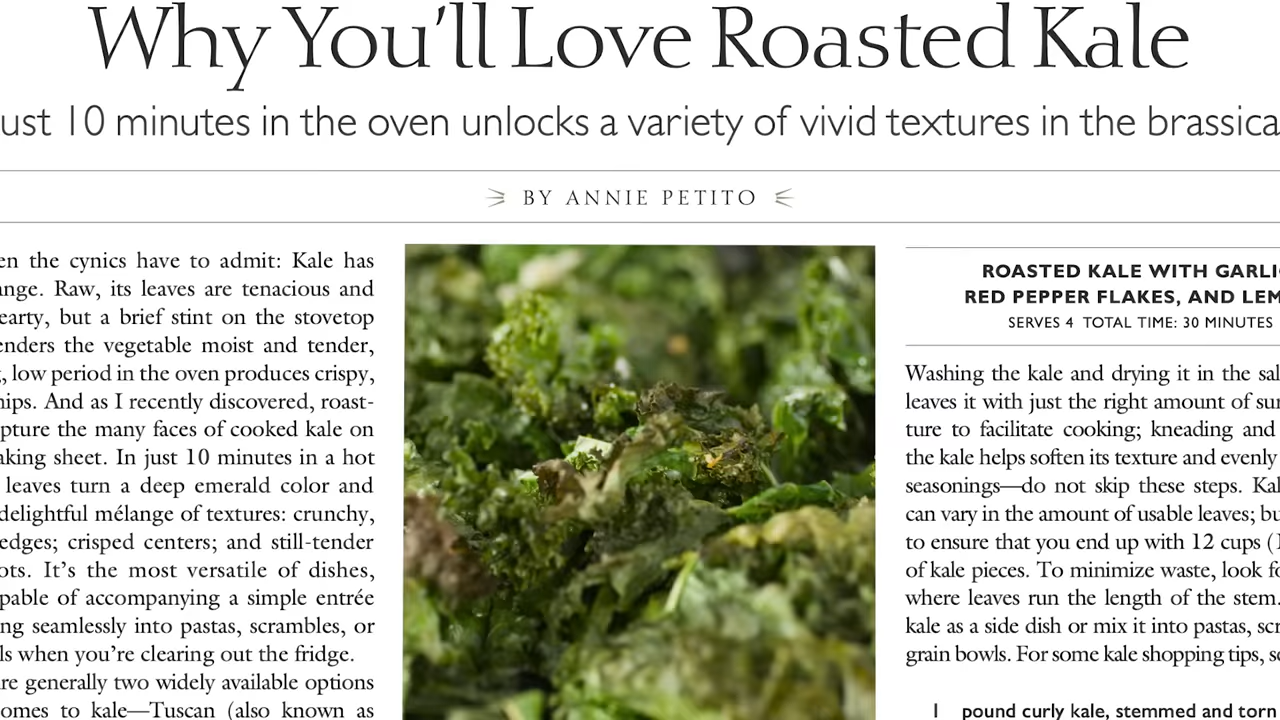 Why You'll Love Roasted Kale
ust 10 minutes in the oven unlocks a variety of vivid textures in the brassica
BY ANNIE PETITO
en the cynics have to admit: Kale has
ange. Raw, its leaves are tenacious and
earty, but a brief stint on the stovetop
enders the vegetable moist and tender,
, low period in the oven produces crispy,
hips. And as I recently discovered, roast-
pture the many faces of cooked kale on
aking sheet. In just 10 minutes in a hot
leaves turn a deep emerald color and
delightful mélange of textures: crunchy,
edges; crisped centers; and still-tender
ots. It's the most versatile of dishes,
pable of accompanying a simple entrée
ng seamlessly into pastas, scrambles, or
ls when you're clearing out the fridge.
re generally two widely available options
omes to kale—Tuscan (also known as
ROASTED KALE WITH GARLI
RED PEPPER FLAKES, AND LEM
SERVES 4 TOTAL TIME: 30 MINUTES
Washing the kale and drying it in the sal
leaves it with just the right amount of sur
ture to facilitate cooking; kneading and
the kale helps soften its texture and evenly
seasonings—do not skip these steps. Kal
can vary in the amount of usable leaves; bu
to ensure that you end up with 12 cups (1
of kale pieces. To minimize waste, look fo
where leaves run the length of the stem.
kale as a side dish or mix it into pastas, scr
grain bowls. For some kale shopping tips, se
1 pound curly kale, stemmed and torn